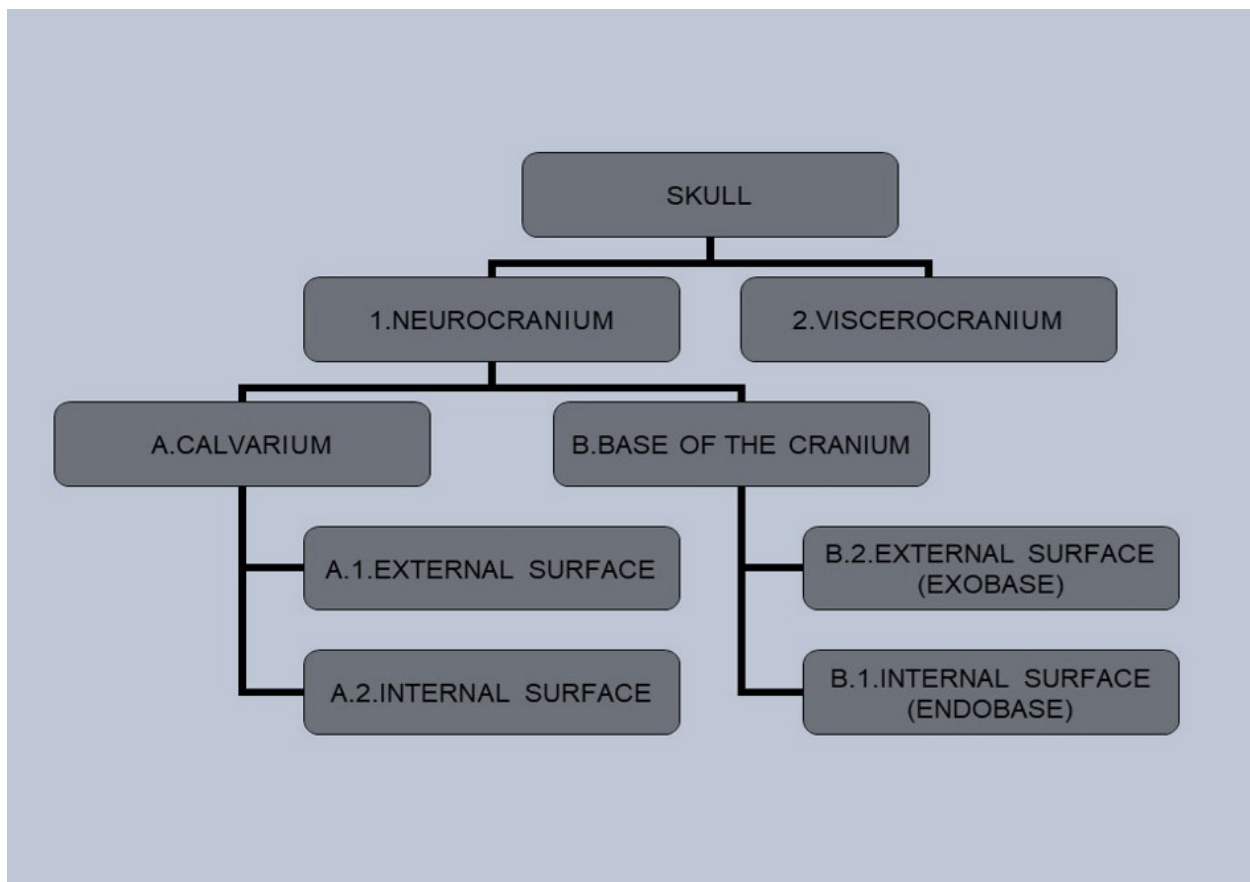 SKULL
1.NEUROCRANIUM
2.VISCEROCRANIUM
A.CALVARIUM
B.BASE OF THE CRANIUM
A.1.EXTERNAL SURFACE
B.2.EXTERNAL SURFACE
(EXOBASE)
A.2.INTERNAL SURFACE
B.1.INTERNAL SURFACE
(ENDOBASE)